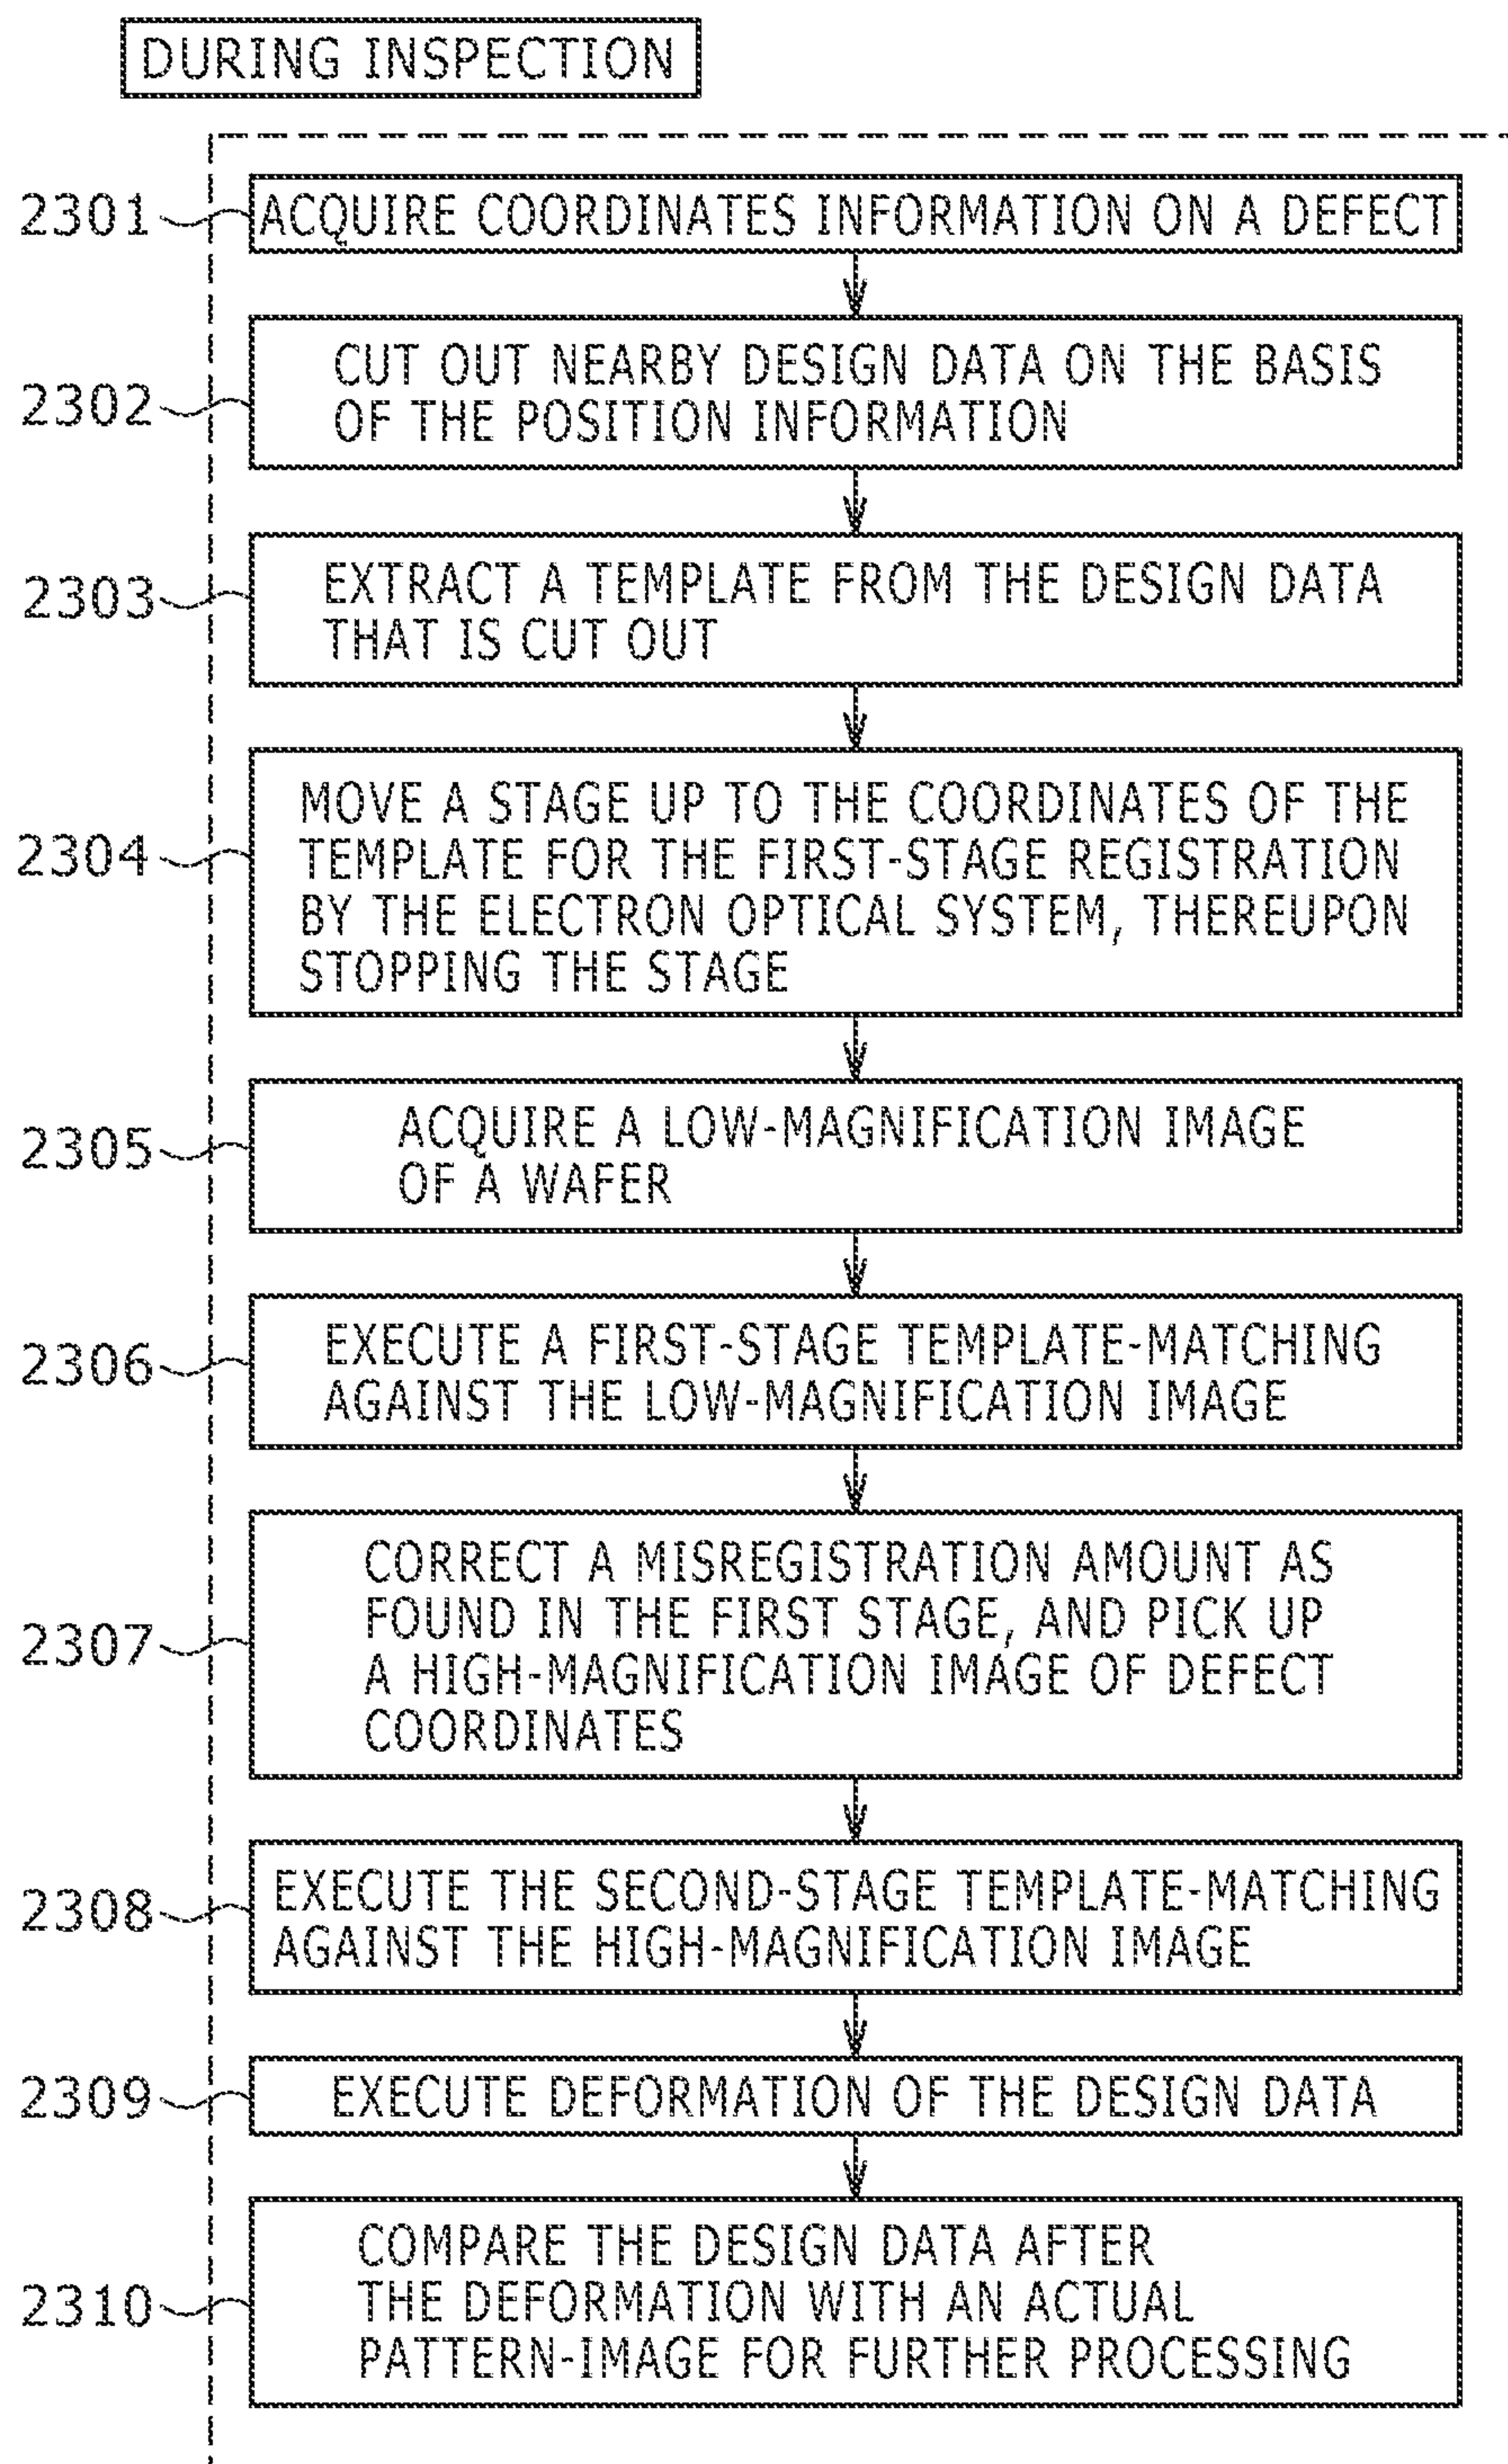 DURING INSPECTION
2301
ACQUIRE COORDINATES INFORMATION ON A DEFECT
2302
CUT OUT NEARBY DESIGN DATA ON THE BASIS
OF THE POSITION INFORMATION
2303
EXTRACT A TEMPLATE FROM THE DESIGN DATA
THAT IS CUT OUT
2304
MOVE A STAGE UP TO THE COORDINATES OF THE
TEMPLATE FOR THE FIRST-STAGE REGISTRATION
BY THE ELECTRON OPTICAL SYSTEM, THEREUPON
STOPPING THE STAGE
2305
ACQUIRE A LOW-MAGNIFICATION IMAGE
OF A WAFER
2306
EXECUTE A FIRST-STAGE TEMPLATE-MATCHING
AGAINST THE LOW-MAGNIFICATION IMAGE
2307
CORRECT A MISREGISTRATION AMOUNT AS
FOUND IN THE FIRST STAGE, AND PICK UP
A HIGH-MAGNIFICATION IMAGE OF DEFECT
COORDINATES
2308
EXECUTE THE SECOND-STAGE TEMPLATE-MATCHING
AGAINST THE HIGH-MAGNIFICATION IMAGE
2309
EXECUTE DEFORMATION OF THE DESIGN DATA
2310
COMPARE THE DESIGN DATA AFTER
THE DEFORMATION WITH AN ACTUAL
PATTERN-IMAGE FOR FURTHER PROCESSING